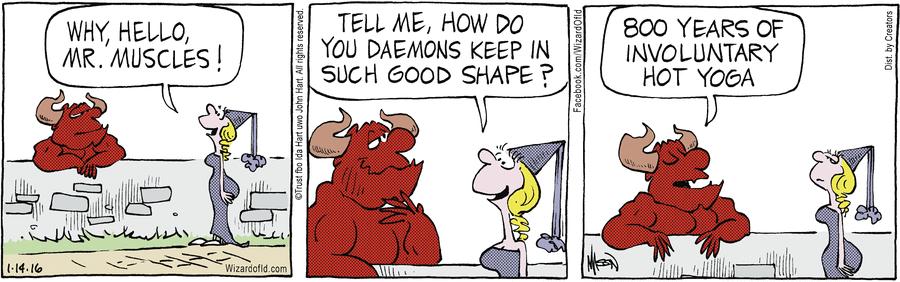 WHY, HELLO,
MR. MUSCLES!
1·14·16
Wizardofid.com
©Trust fbo Ida Hart uwo John Hart. All rights reserved.
TELL ME, HOW DO
YOU DAEMONS KEEP IN
SUCH GOOD SHAPE?
Facebook.com/WizardOfId
800 YEARS OF
INVOLUNTARY
HOT YOGA
MASON
Dist. by Creators